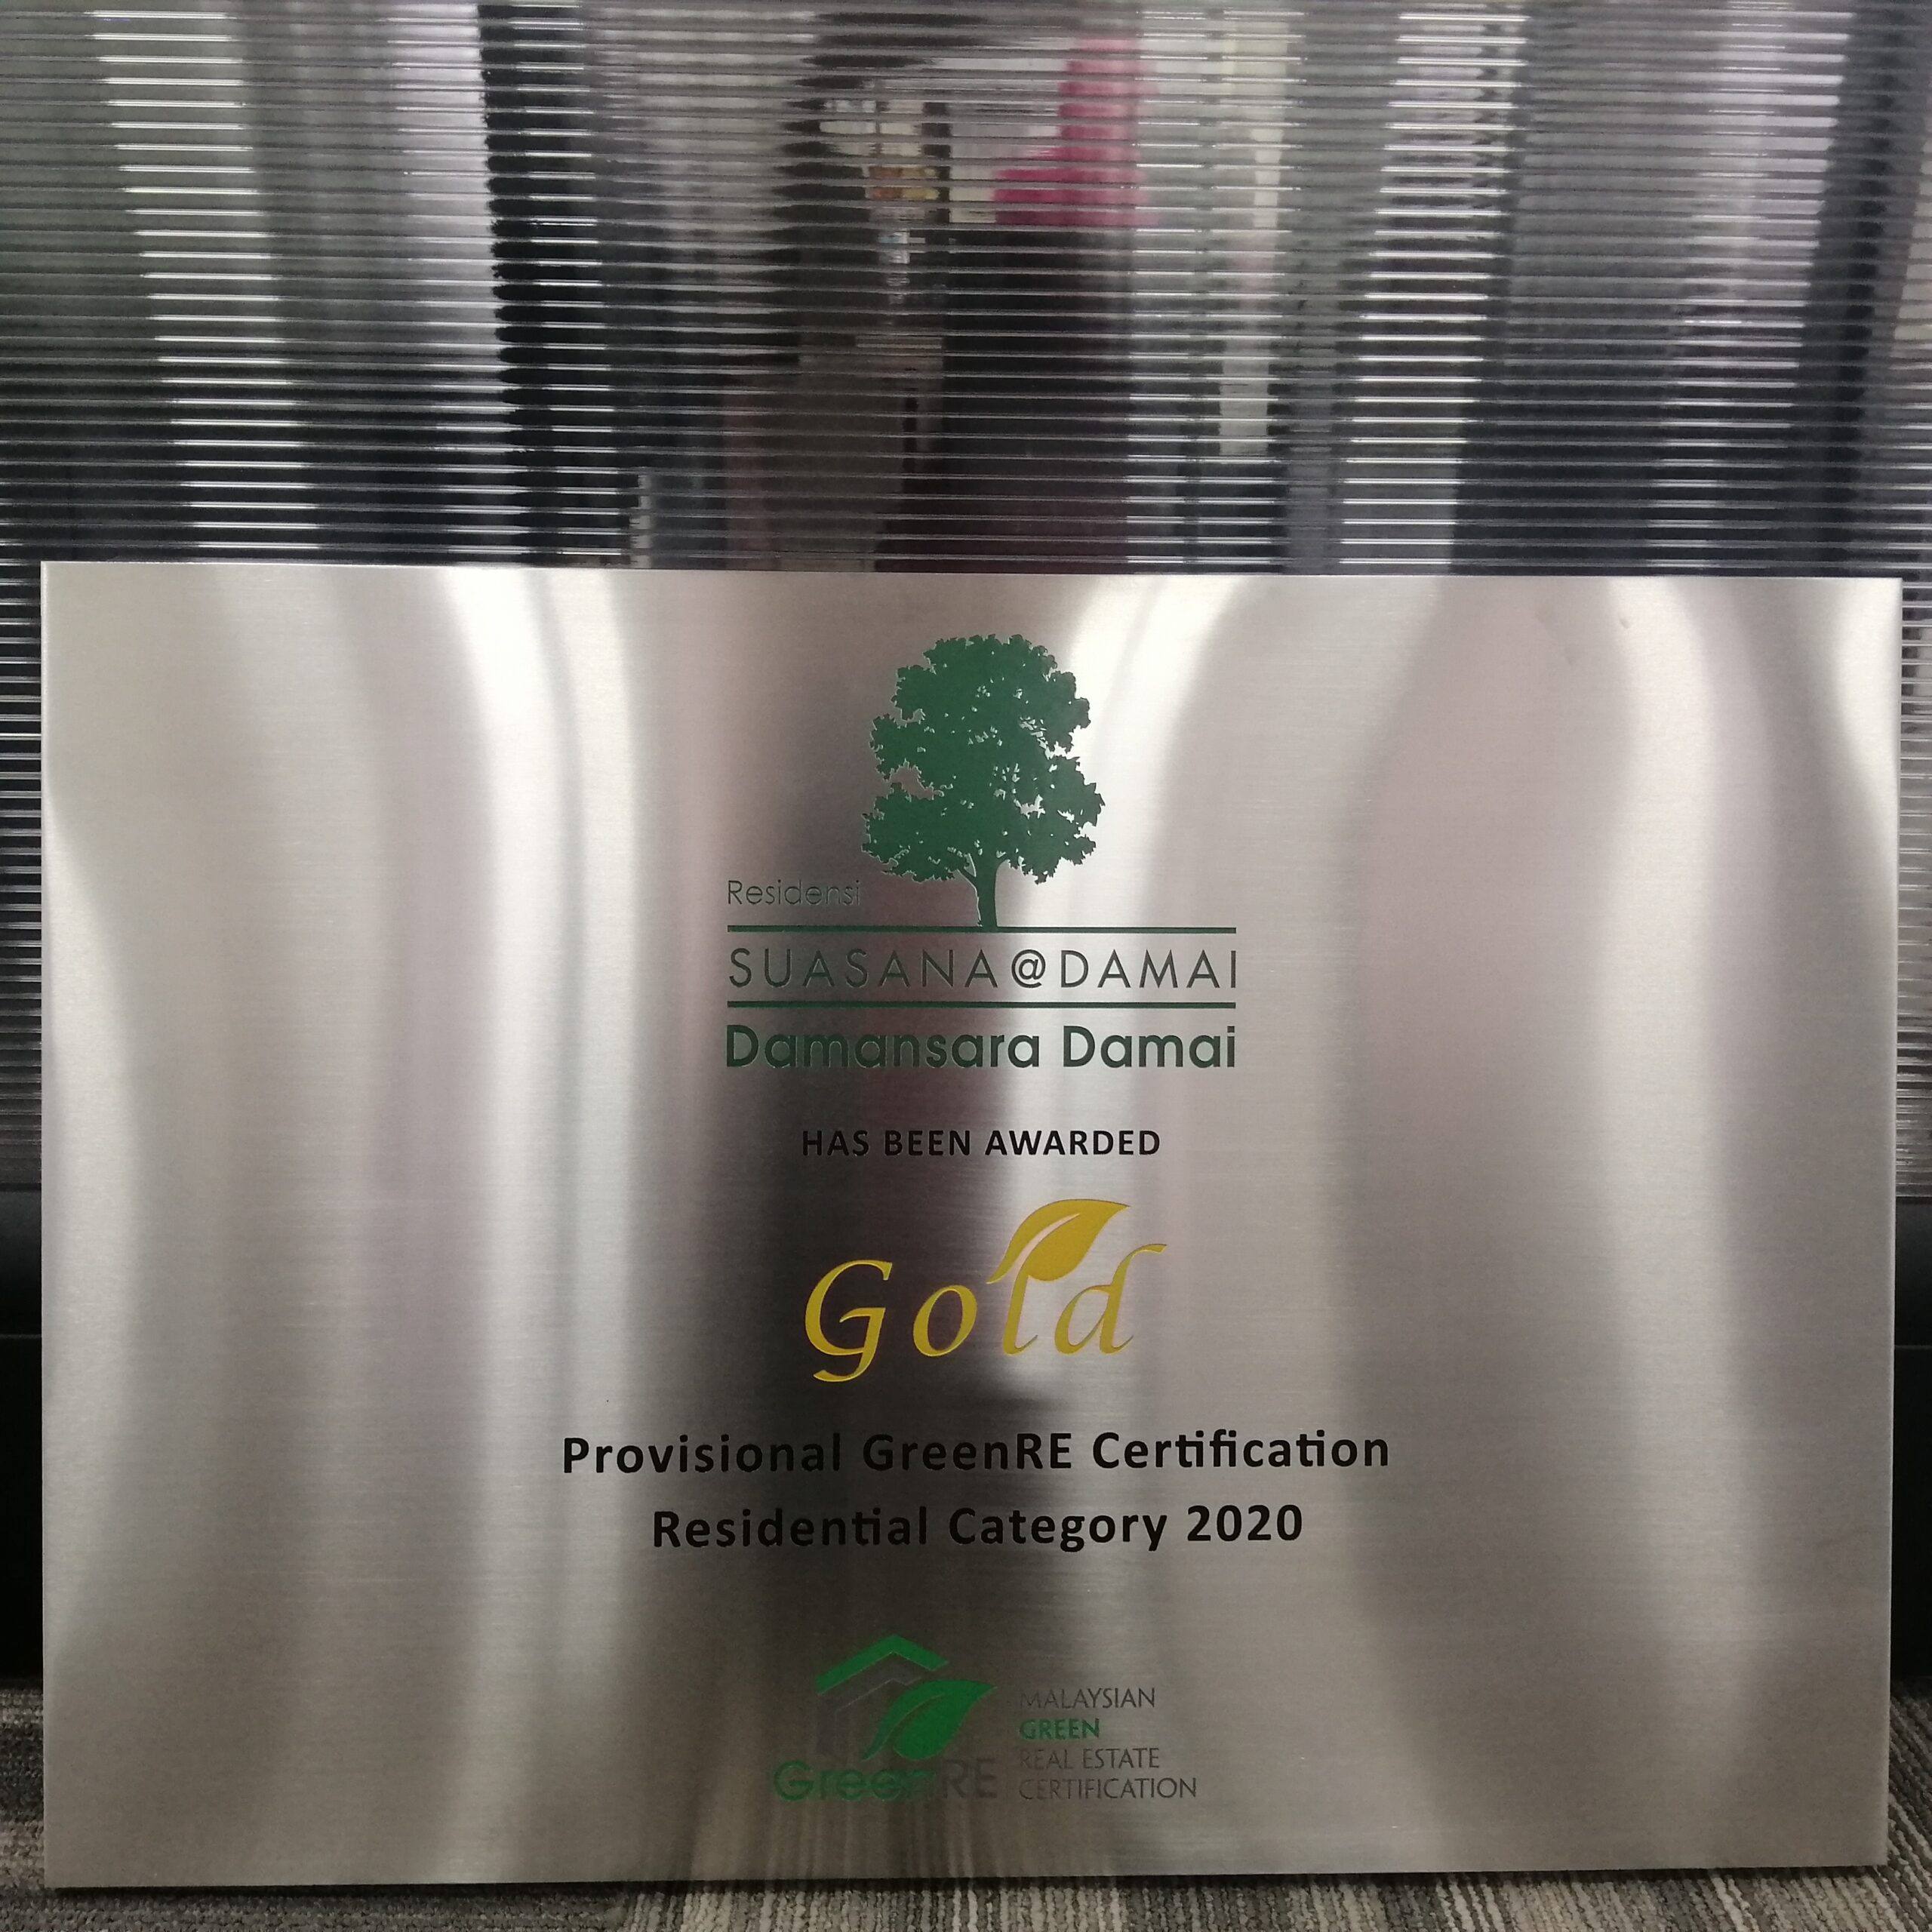 Residensi
SUASANA@DAMAI
Damansara Damai
HAS BEEN AWARDED
Gold
Provisional GreenRE Certification
Residential Category 2020
GreenRE
MALAYSIAN
GREEN
REAL ESTATE
CERTIFICATION